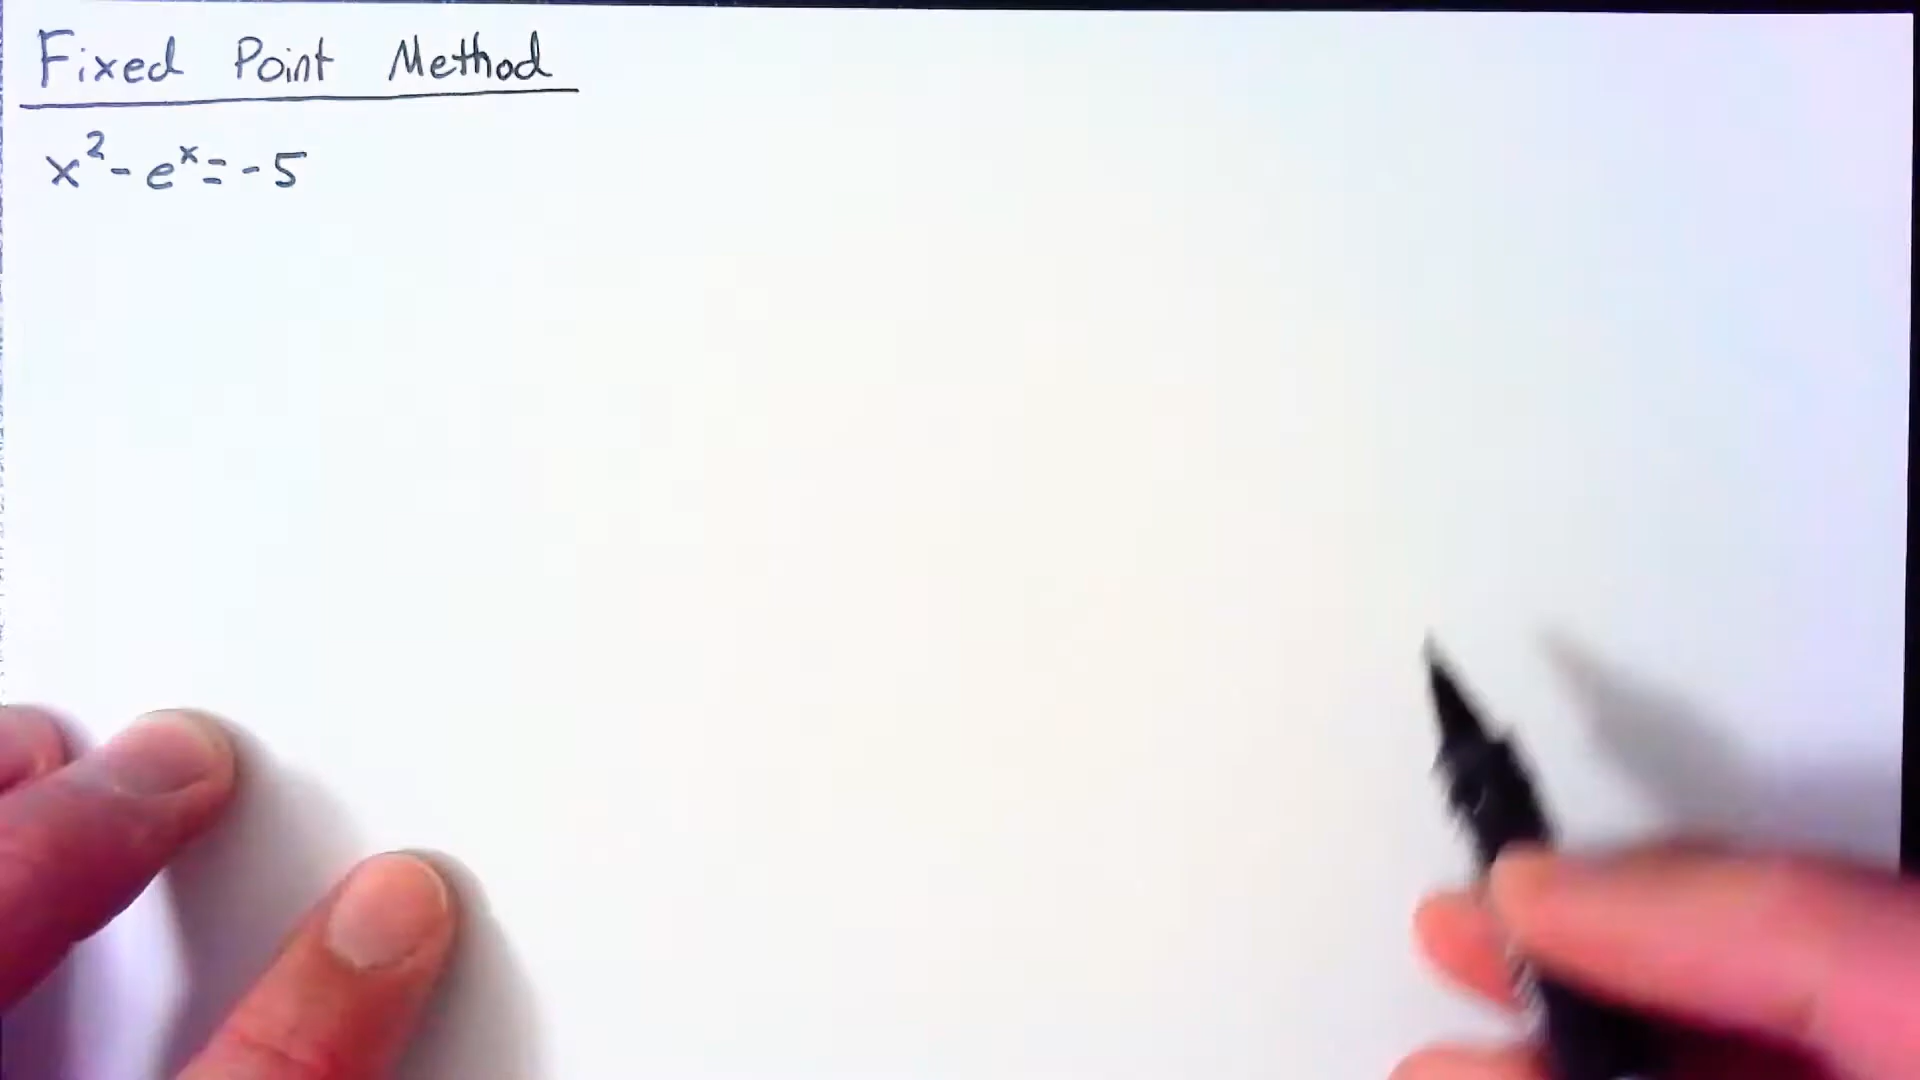 Fixed Point Method
x² - eˣ = -5